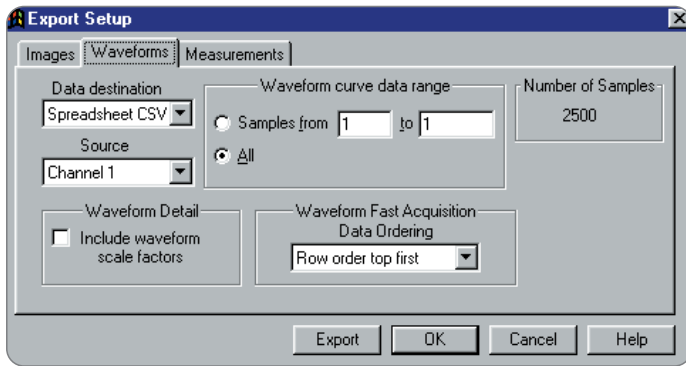 Export Setup
Images Waveforms Measurements
Data destination
Spreadsheet CSV
Source
Channel 1
Waveform curve data range
Samples from 1 to 1
All
Number of Samples
2500
Waveform Detail
Include waveform
scale factors
Waveform Fast Acquisition
Data Ordering
Row order top first
Export OK Cancel Help